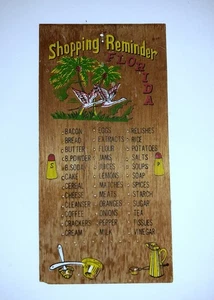 Shopping Reminder
FLORIDA
BACON EGGS RELISHES
BREAD EXTRACTS RICE
BUTTER FLOUR POTATOES
B.POWDER JAMS SALTS
B.SODA JUICES SOUPS
CAKE LEMONS SOAP
CEREAL MATCHES SPICES
CHEESE MEATS STARCH
CLEANSER ORANGES SUGAR
COFFEE ONIONS TEA
CRACKERS PEPPER TISSUES
CREAM MILK VINEGAR